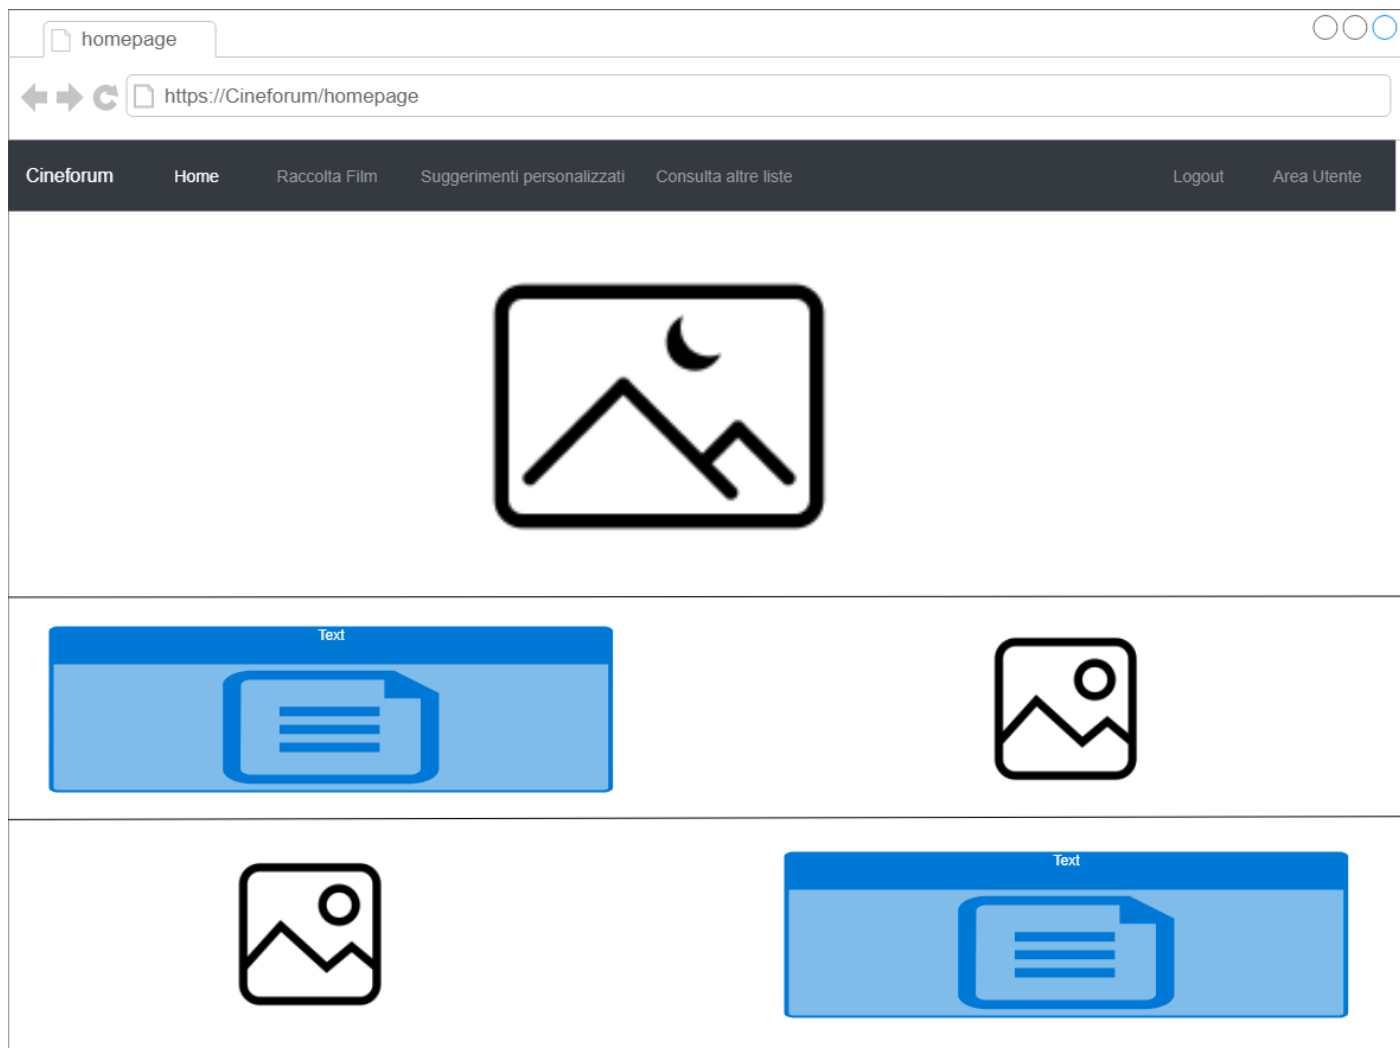 homepage
https://Cineforum/homepage
Cineforum Home Raccolta Film Suggerimenti personalizzati Consulta altre liste Logout Area Utente
Text
Text